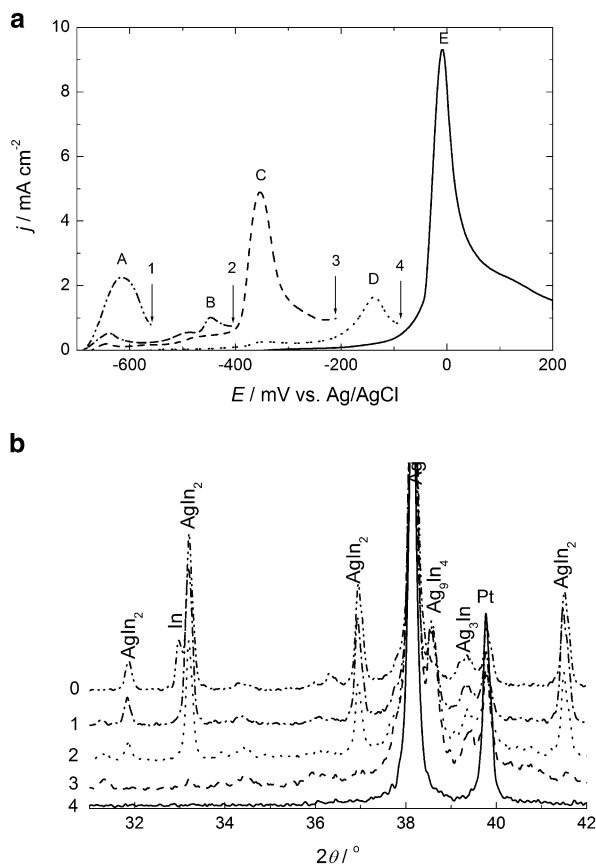 a
10
8
6
4
2
0
j / mA cm⁻²
A
1
B
2
C
3
D
4
E
-600
-400
-200
0
200
E / mV vs. Ag/AgCl
b
AgIn₂
In
AgIn₂
AgIn₂
Ag
Ag₉In₄
Ag₃In
Pt
AgIn₂
0
1
2
3
4
32
34
36
38
40
42
2θ / °